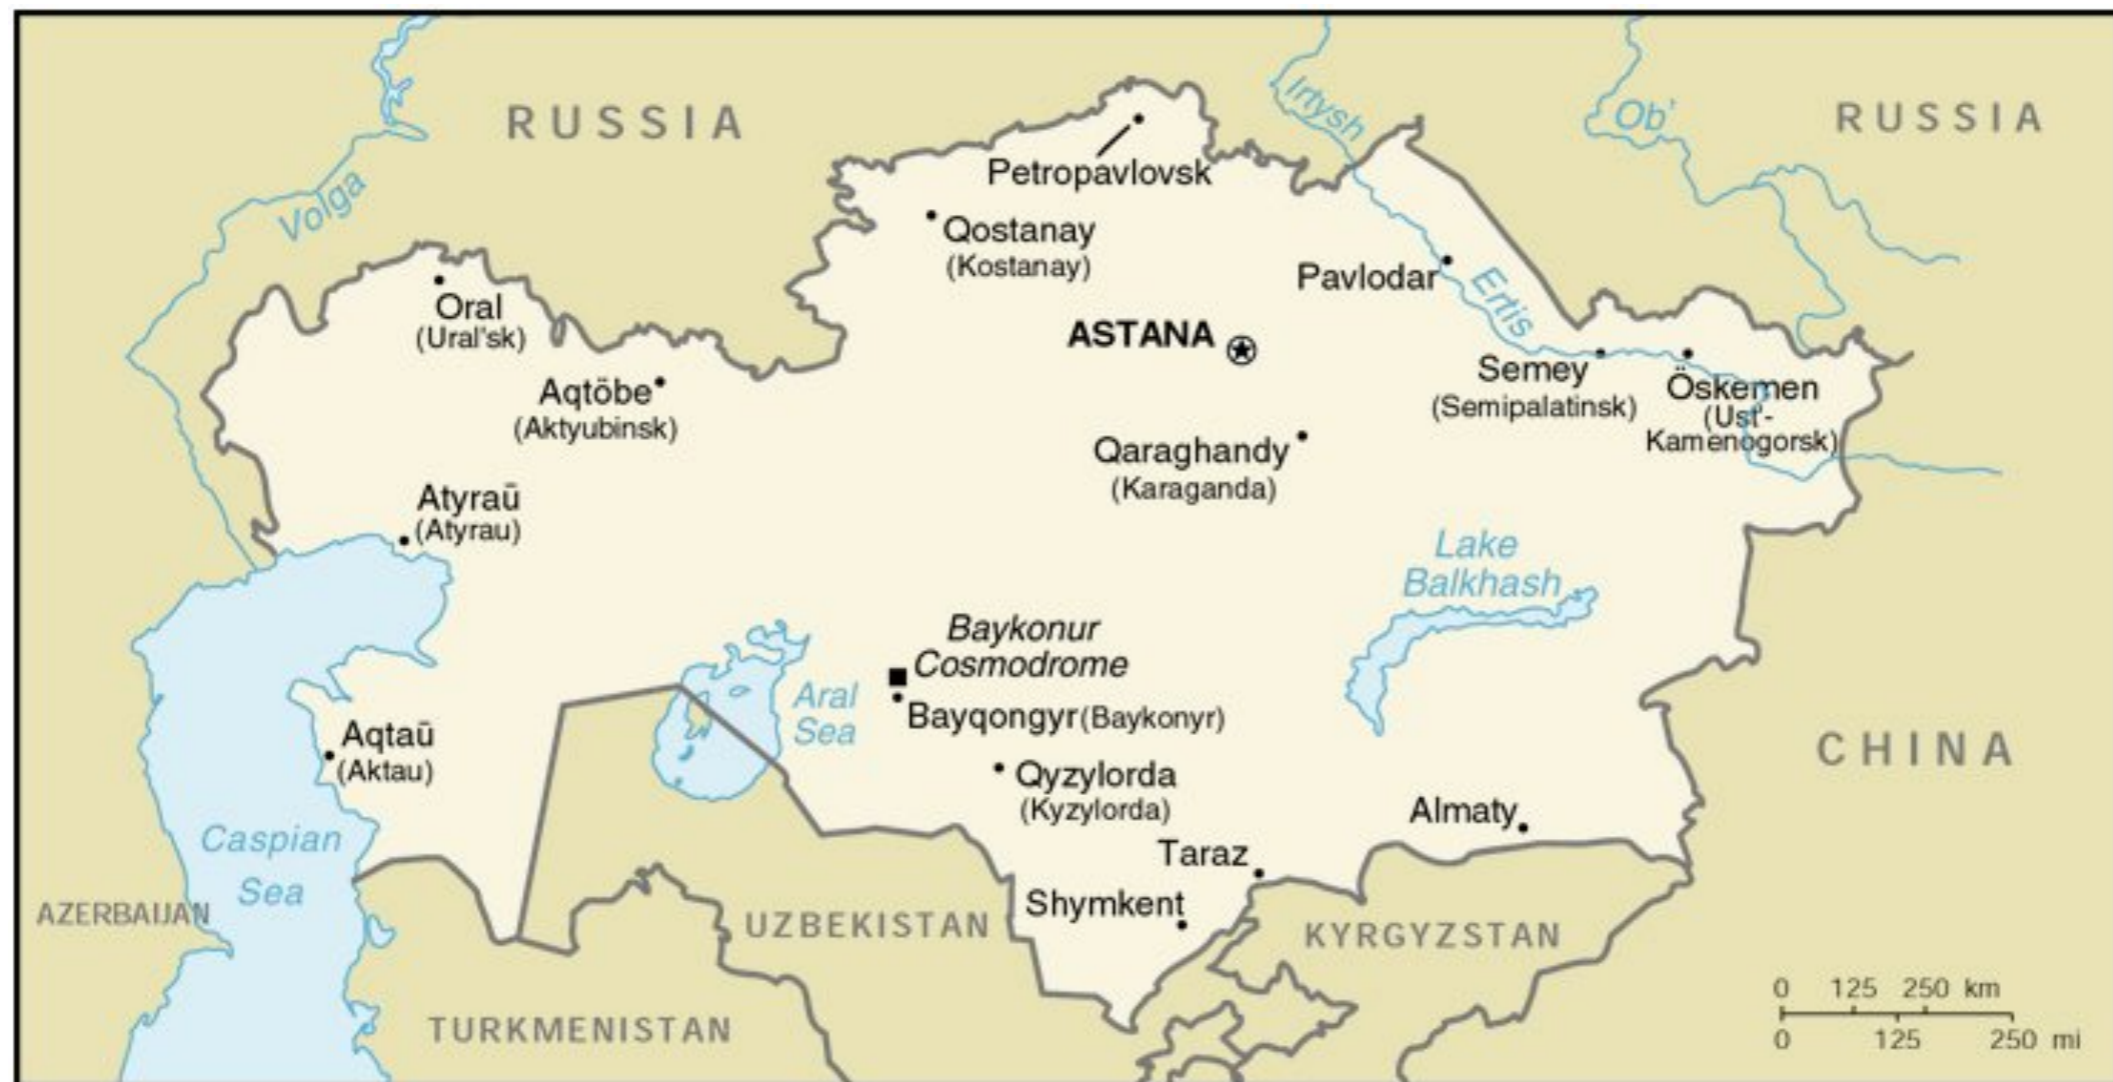 RUSSIA
RUSSIA
Irtysh
Ob'
Volga
Petropavlovsk
Qostanay
(Kostanay)
Pavlodar
Ertis
Oral
(Ural'sk)
ASTANA
Aqtöbe
(Aktyubinsk)
Semey
(Semipalatinsk)
Öskemen
(Ust'-
Kamenogorsk)
Qaraghandy
(Karaganda)
Atyraū
(Atyrau)
Lake
Balkhash
Baykonur
Cosmodrome
Aral
Sea
Bayqongyr (Baykonyr)
Aqtaū
(Aktau)
Qyzylorda
(Kyzylorda)
CHINA
Almaty
Caspian
Sea
Taraz
Shymkent
AZERBAIJAN
UZBEKISTAN
KYRGYZSTAN
TURKMENISTAN
0 125 250 km
0 125 250 mi